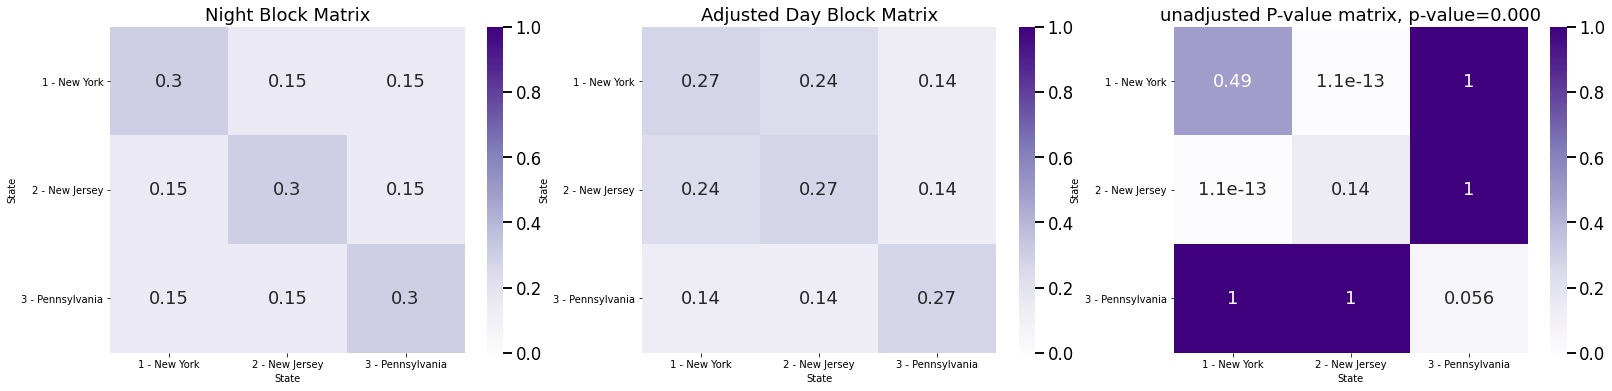 Night Block Matrix
State
1 - New York
2 - New Jersey
3 - Pennsylvania
0.3 0.15 0.15
0.15 0.3 0.15
0.15 0.15 0.3
1 - New York 2 - New Jersey 3 - Pennsylvania
State
1.0
0.8
0.6
0.4
0.2
0.0
Adjusted Day Block Matrix
State
1 - New York
2 - New Jersey
3 - Pennsylvania
0.27 0.24 0.14
0.24 0.27 0.14
0.14 0.14 0.27
1 - New York 2 - New Jersey 3 - Pennsylvania
State
1.0
0.8
0.6
0.4
0.2
0.0
unadjusted P-value matrix, p-value=0.000
State
1 - New York
2 - New Jersey
3 - Pennsylvania
0.49 1.1e-13 1
1.1e-13 0.14 1
1 1 0.056
1 - New York 2 - New Jersey 3 - Pennsylvania
State
1.0
0.8
0.6
0.4
0.2
0.0